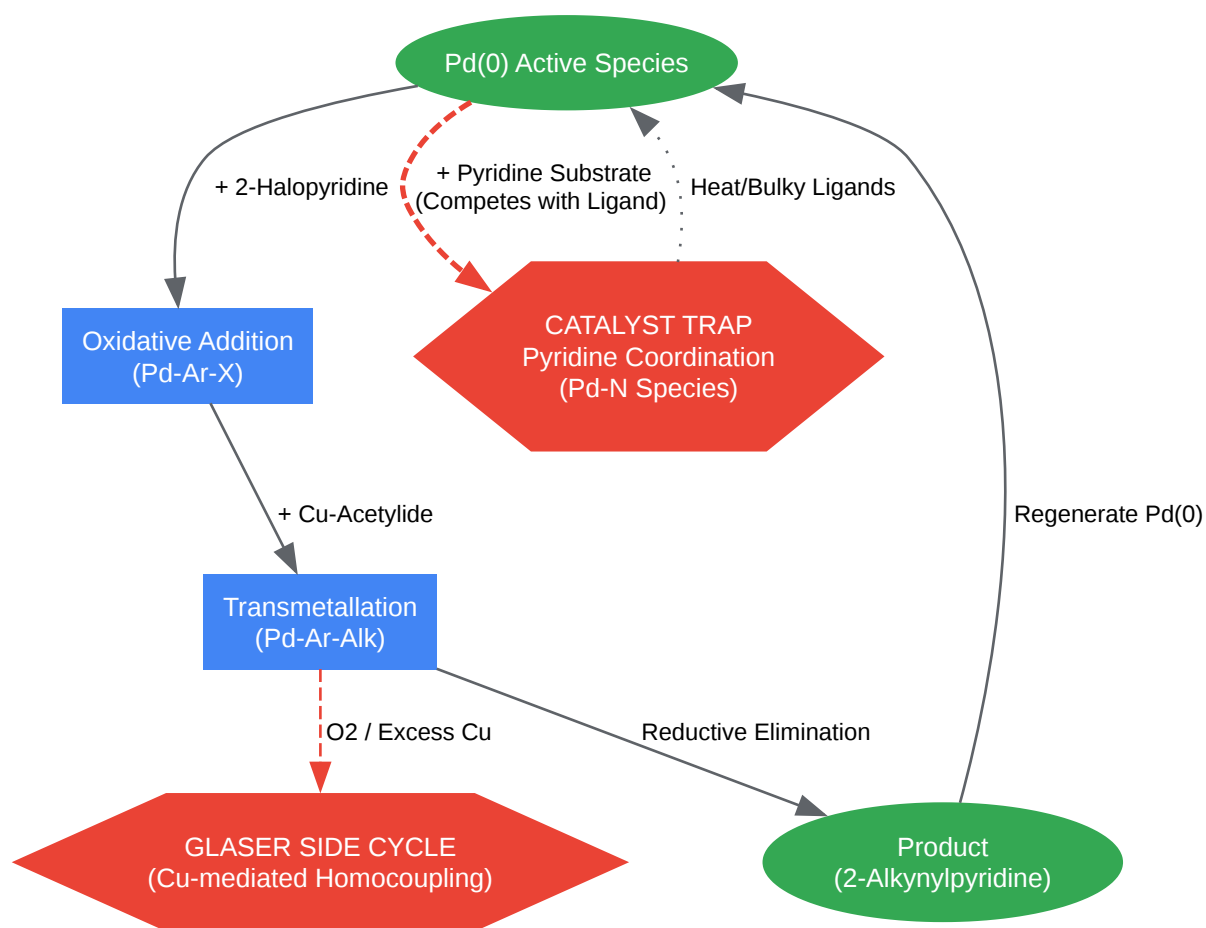 Pd(0) Active Species
+ 2-Halopyridine
+ Pyridine Substrate
(Competes with Ligand)
Heat/Bulky Ligands
Oxidative Addition
(Pd-Ar-X)
CATALYST TRAP
Pyridine Coordination
(Pd-N Species)
+ Cu-Acetylide
Regenerate Pd(0)
Transmetallation
(Pd-Ar-Alk)
O2 / Excess Cu
Reductive Elimination
GLASER SIDE CYCLE
(Cu-mediated Homocoupling)
Product
(2-Alkynylpyridine)